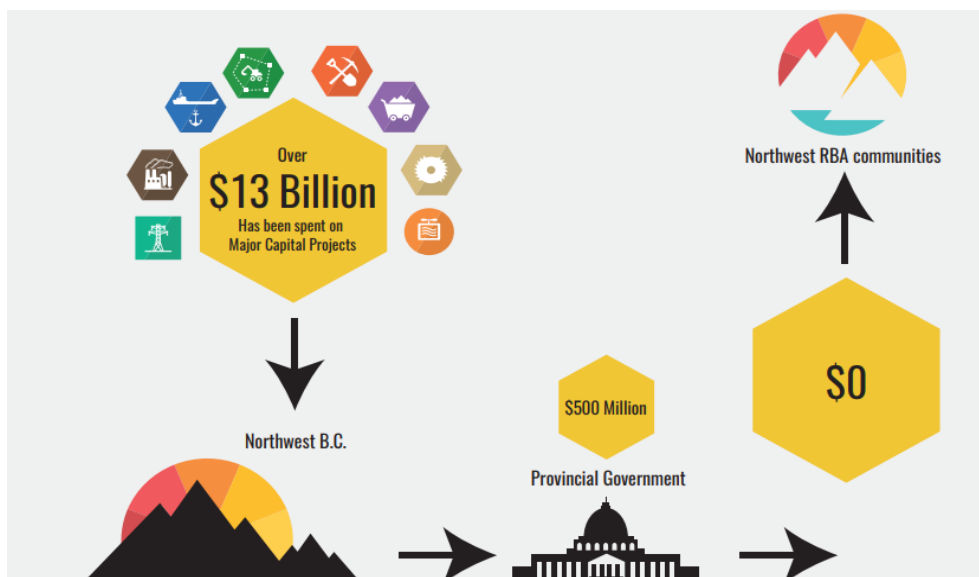 Over
$13 Billion
Has been spent on
Major Capital Projects
Northwest B.C.
$500 Million
Provincial Government
$0
Northwest RBA communities